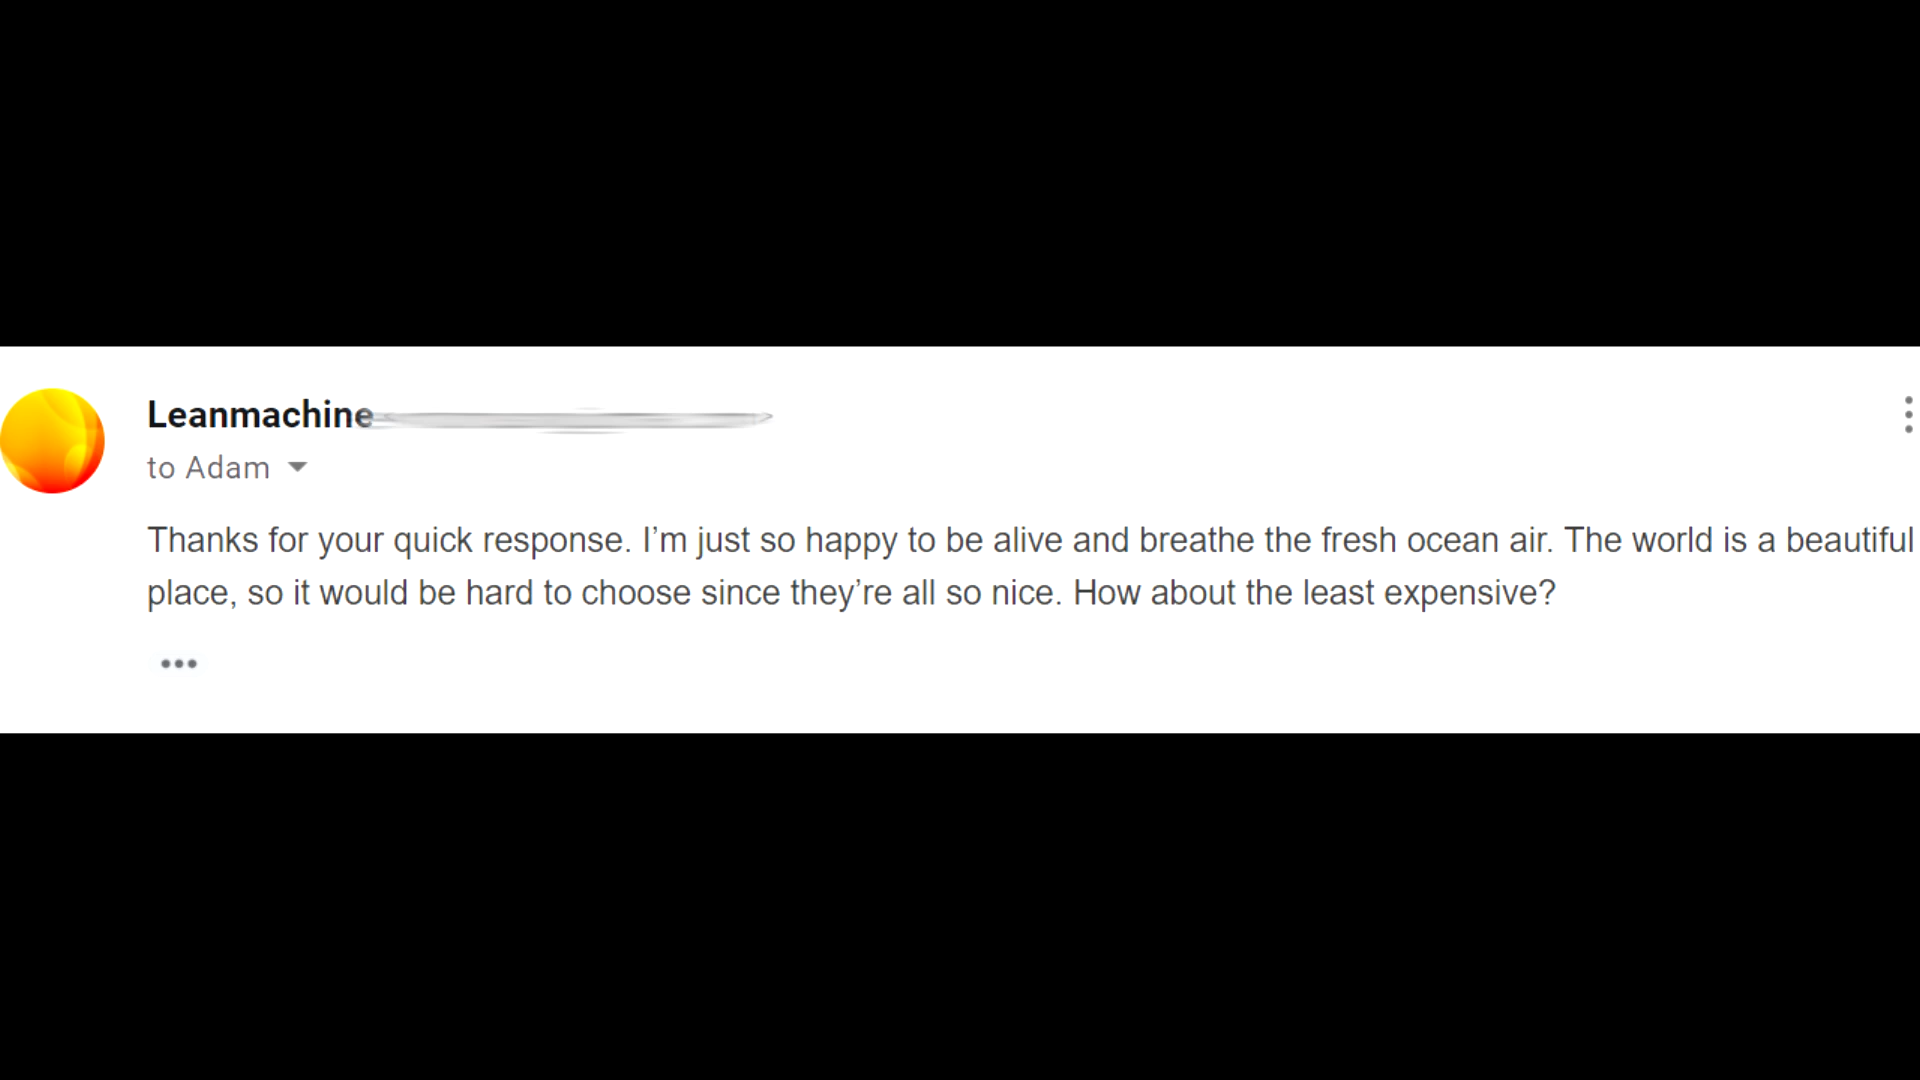 Leanmachine
to Adam
Thanks for your quick response. I’m just so happy to be alive and breathe the fresh ocean air. The world is a beautiful
place, so it would be hard to choose since they’re all so nice. How about the least expensive?